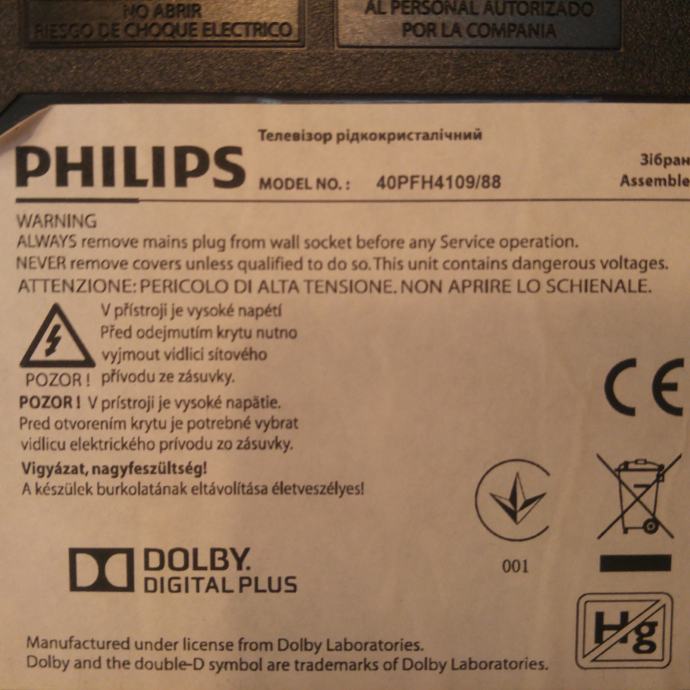 NO ABRIR
RIESGO DE CHOQUE ELECTRICO
AL PERSONAL AUTORIZADO
POR LA COMPANIA
Телевізор рідкокристалічний
PHILIPS
MODEL NO. : 40PFH4109/88
Зібран
Assemble
WARNING
ALWAYS remove mains plug from wall socket before any Service operation.
NEVER remove covers unless qualified to do so. This unit contains dangerous voltages.
ATTENZIONE: PERICOLO DI ALTA TENSIONE. NON APRIRE LO SCHIENALE.
V přístroji je vysoké napětí
Před odejmutím krytu nutno
vyjmout vidlici síťového
POZOR ! přívodu ze zásuvky.
POZOR ! V prístroji je vysoké napätie.
Pred otvorením krytu je potrebné vybrat
vidlicu elektrického prívodu zo zásuvky.
Vigyázat, nagyfeszültség!
A készülek burkolatának eltávolítása életveszélyes!
CE
001
DOLBY.
DIGITAL PLUS
Hg
Manufactured under license from Dolby Laboratories.
Dolby and the double-D symbol are trademarks of Dolby Laboratories.